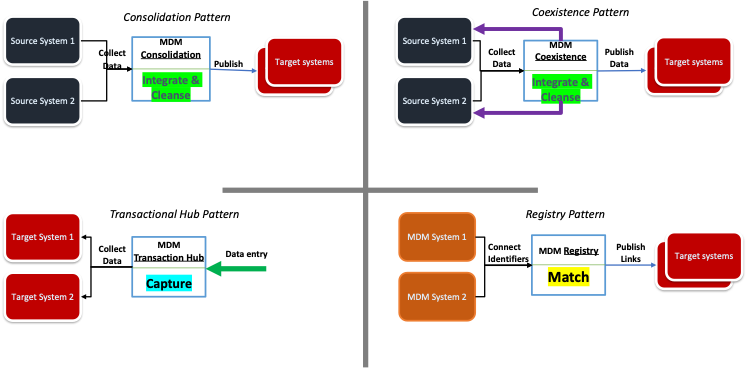 Consolidation Pattern
Source System 1
Source System 2
Collect
Data
MDM
Consolidation
Integrate &
Cleanse
Publish
Target systems
Coexistence Pattern
Source System 1
Source System 2
Collect
Data
MDM
Coexistence
Integrate &
Cleanse
Publish
Data
Target systems
Transactional Hub Pattern
Target System 1
Target System 2
Collect
Data
MDM
Transaction Hub
Capture
Data entry
Registry Pattern
MDM System 1
MDM System 2
Connect
Identifiers
MDM Registry
Match
Publish
Links
Target systems